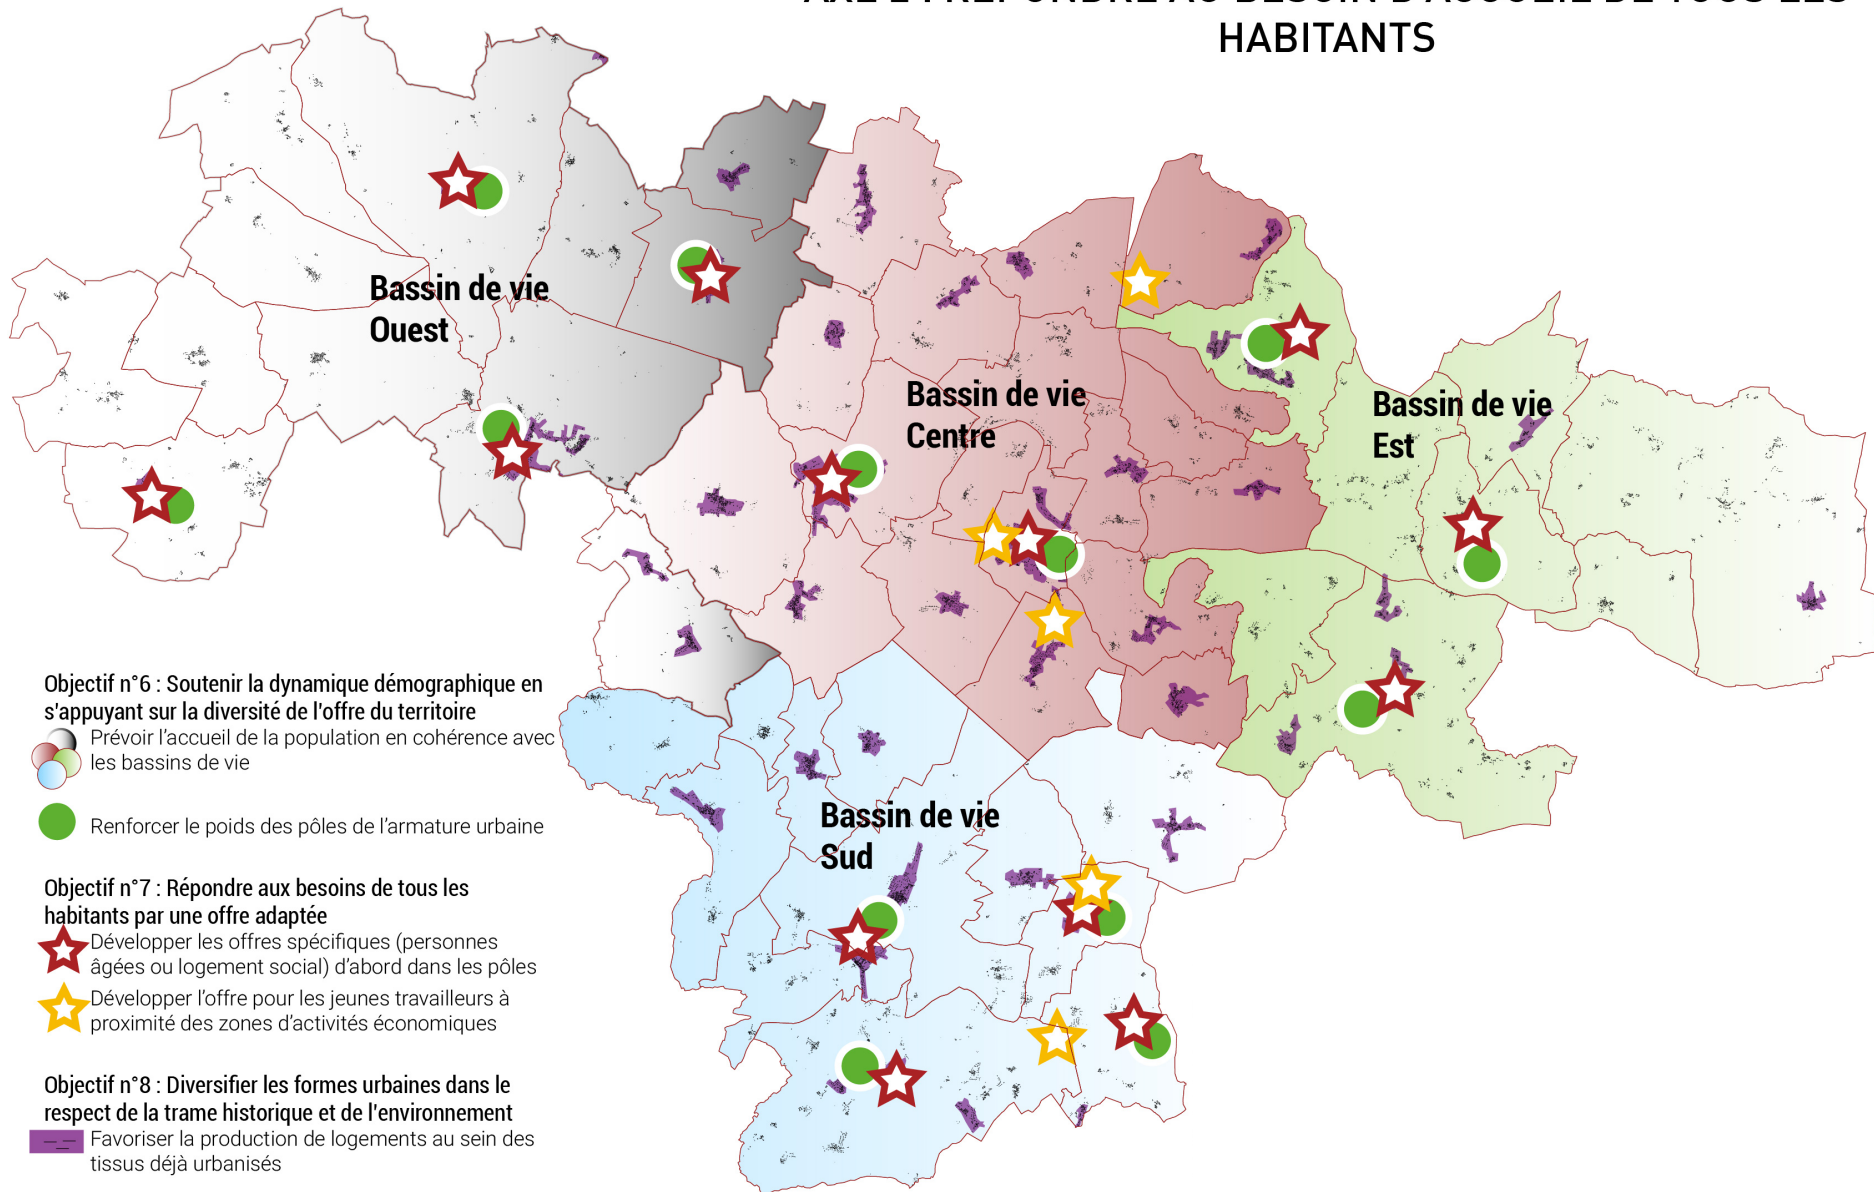 HABITANTS
Bassin de vie
Ouest
Bassin de vie
Centre
Bassin de vie
Est
Bassin de vie
Sud
Objectif n°6 : Soutenir la dynamique démographique en
s'appuyant sur la diversité de l'offre du territoire
Prévoir l’accueil de la population en cohérence avec
les bassins de vie
Renforcer le poids des pôles de l’armature urbaine
Objectif n°7 : Répondre aux besoins de tous les
habitants par une offre adaptée
Développer les offres spécifiques (personnes
âgées ou logement social) d’abord dans les pôles
Développer l’offre pour les jeunes travailleurs à
proximité des zones d’activités économiques
Objectif n°8 : Diversifier les formes urbaines dans le
respect de la trame historique et de l'environnement
Favoriser la production de logements au sein des
tissus déjà urbanisés